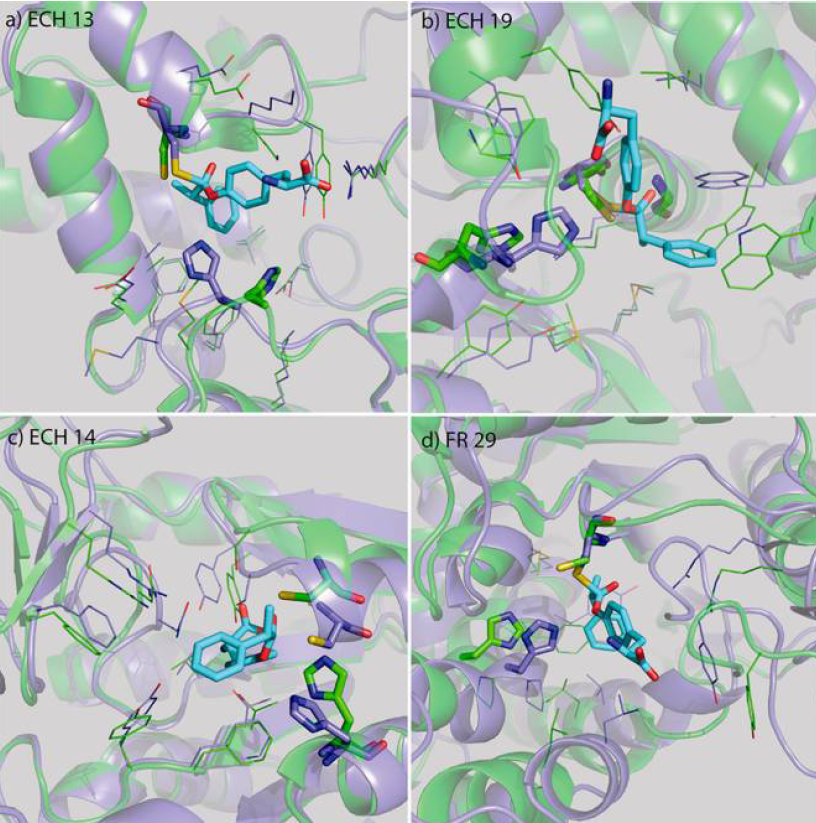 a) ECH 13
b) ECH 19
c) ECH 14
d) FR 29